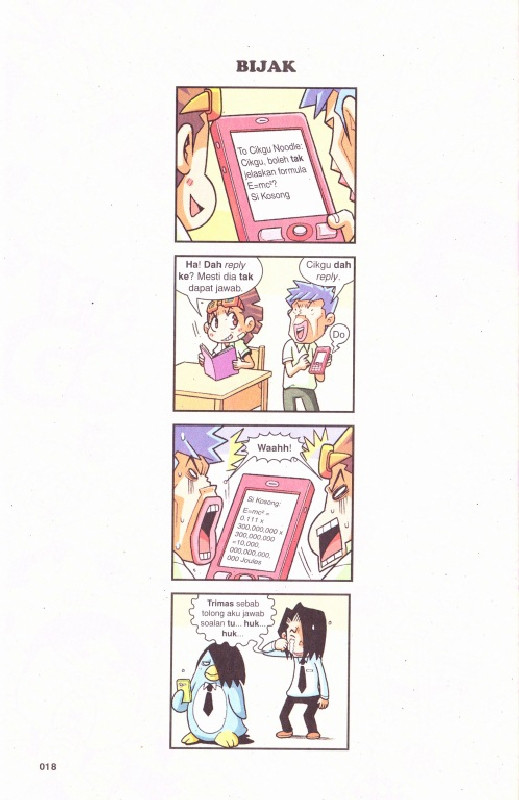 BIJAK
To Cikgu Noodle:
Cikgu, boleh tak
jelaskan formula
'E=mc²'?
Si Kosong
Ha! Dah reply
ke? Mesti dia tak
dapat jawab.
Cikgu dah
reply.
Do
Waahh!
Si Kosong:
E=mc² =
0.111 x
300,000,000 x
300,000,000
=10,000,
000,000,000,
000 Joules
Trimas sebab
tolong aku jawab
soalan tu... huk...
huk...
018